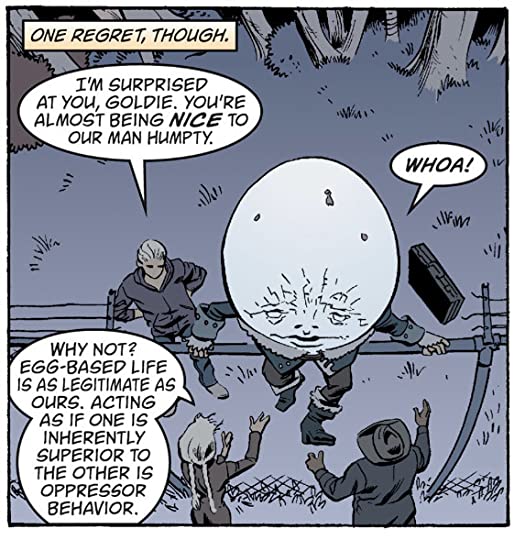 ONE REGRET, THOUGH.
I'M SURPRISED
AT YOU, GOLDIE. YOU'RE
ALMOST BEING NICE TO
OUR MAN HUMPTY.
WHOA!
WHY NOT?
EGG-BASED LIFE
IS AS LEGITIMATE AS
OURS. ACTING
AS IF ONE IS
INHERENTLY
SUPERIOR TO
THE OTHER IS
OPPRESSOR
BEHAVIOR.